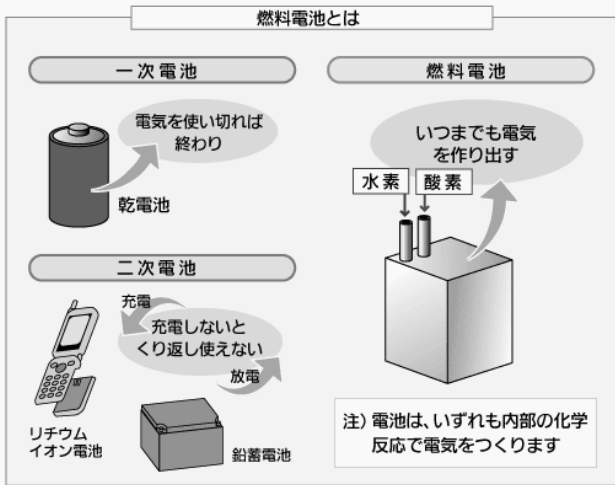 燃料電池とは
一次電池
電気を使い切れば
終わり
乾電池
二次電池
充電
充電しないと
くり返し使えない
放電
リチウム
イオン電池
鉛蓄電池
燃料電池
いつまでも電気
を作り出す
水素
酸素
注）電池は、いずれも内部の化学
反応で電気をつくります